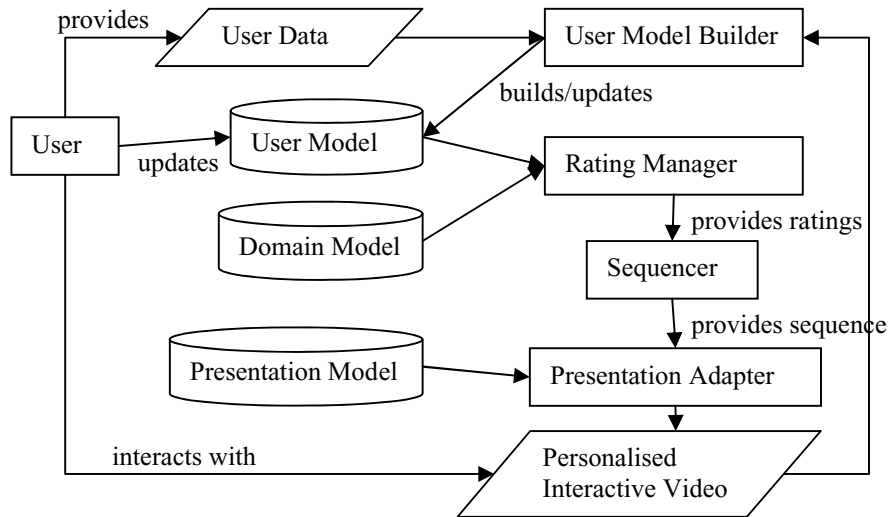 provides
User Data
User Model Builder
builds/updates
User
updates
User Model
Rating Manager
provides ratings
Domain Model
Sequencer
provides sequence
Presentation Model
Presentation Adapter
interacts with
Personalised
Interactive Video